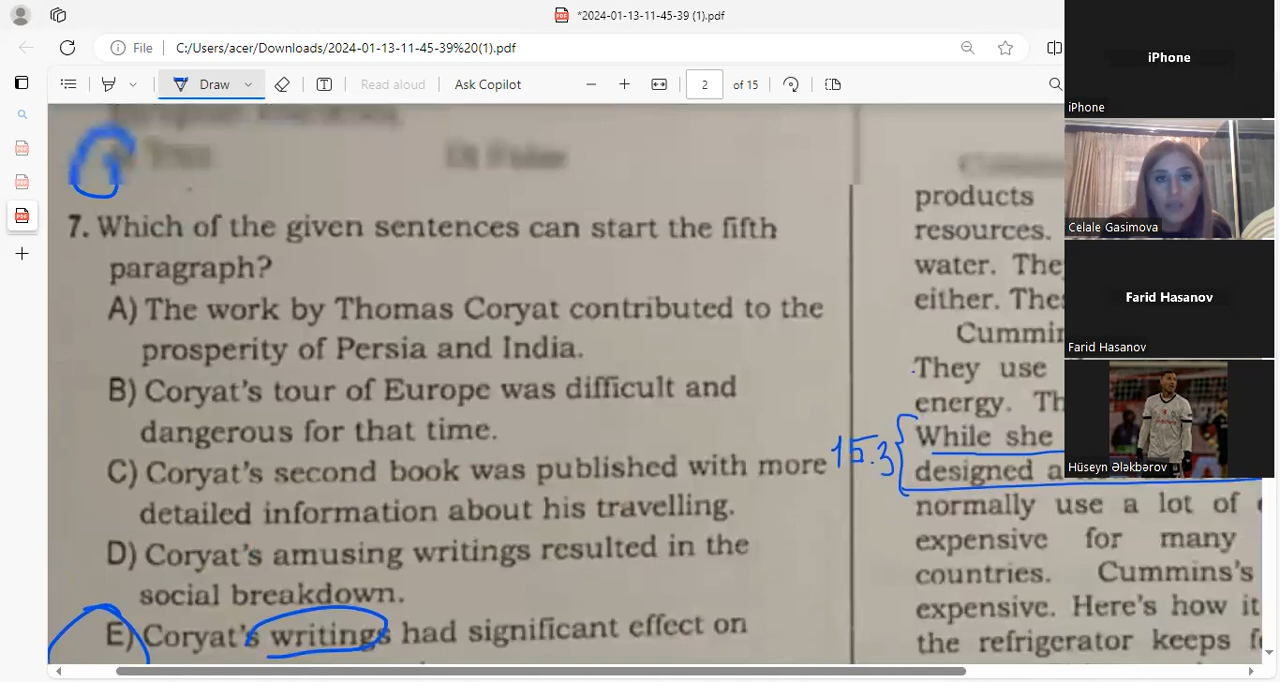 *2024-01-13-11-45-39 (1).pdf
File
C:/Users/acer/Downloads/2024-01-13-11-45-39%20(1).pdf
Draw
Read aloud
Ask Copilot
2
of 15
7. Which of the given sentences can start the fifth
paragraph?
A) The work by Thomas Coryat contributed to the
prosperity of Persia and India.
B) Coryat's tour of Europe was difficult and
dangerous for that time.
C) Coryat's second book was published with more
detailed information about his travelling.
D) Coryat's amusing writings resulted in the
social breakdown.
E) Coryat's writings had significant effect on
products
resources.
water. They
either. Thes
Cummin
They use
energy. Th
15.3
While she
designed a
normally use a lot of
expensive for many
countries. Cummins's
expensive. Here's how it
the refrigerator keeps
iPhone
iPhone
Celale Gasimova
Farid Hasanov
Farid Hasanov
Hüseyn Ələkbərov